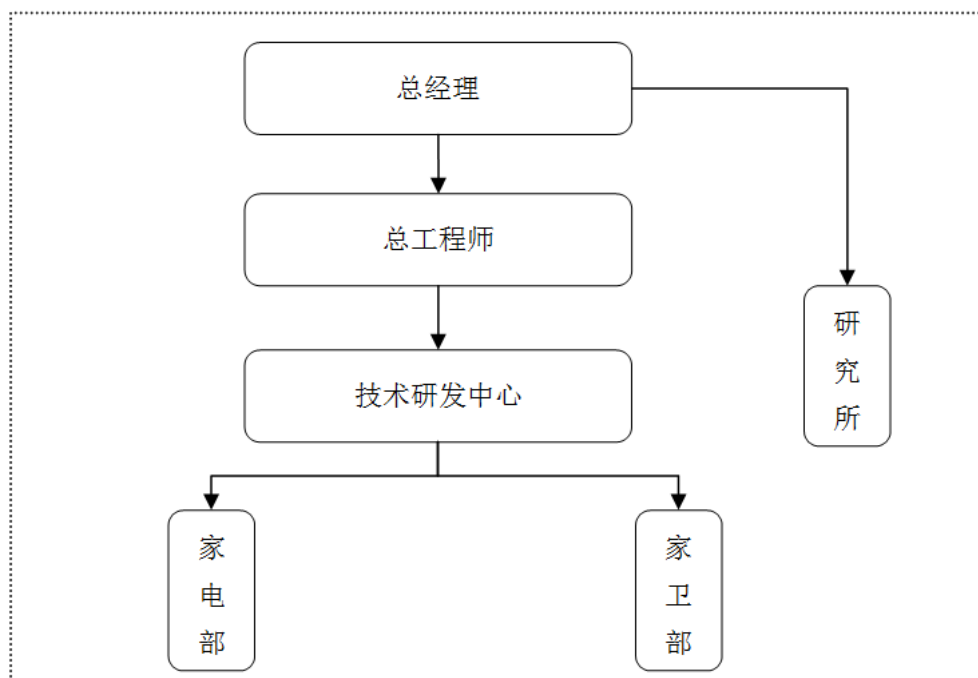 总经理
总工程师
技术研发中心
研究所
家电部
家卫部